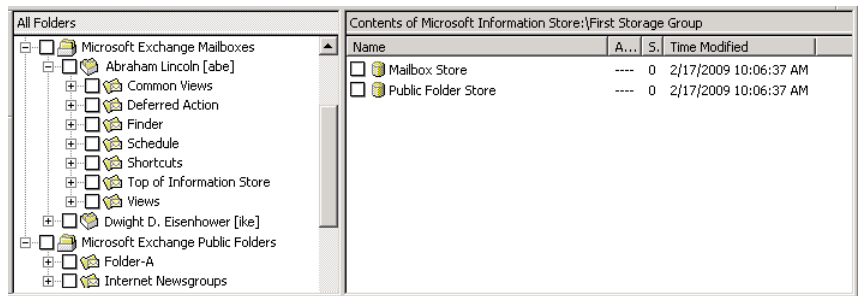 All Folders
Microsoft Exchange Mailboxes
Abraham Lincoln [abe]
Common Views
Deferred Action
Finder
Schedule
Shortcuts
Top of Information Store
Views
Dwight D. Eisenhower [ike]
Microsoft Exchange Public Folders
Folder-A
Internet Newsgroups
Contents of Microsoft Information Store:\First Storage Group
Name A... S. Time Modified
Mailbox Store ---- 0 2/17/2009 10:06:37 AM
Public Folder Store ---- 0 2/17/2009 10:06:37 AM